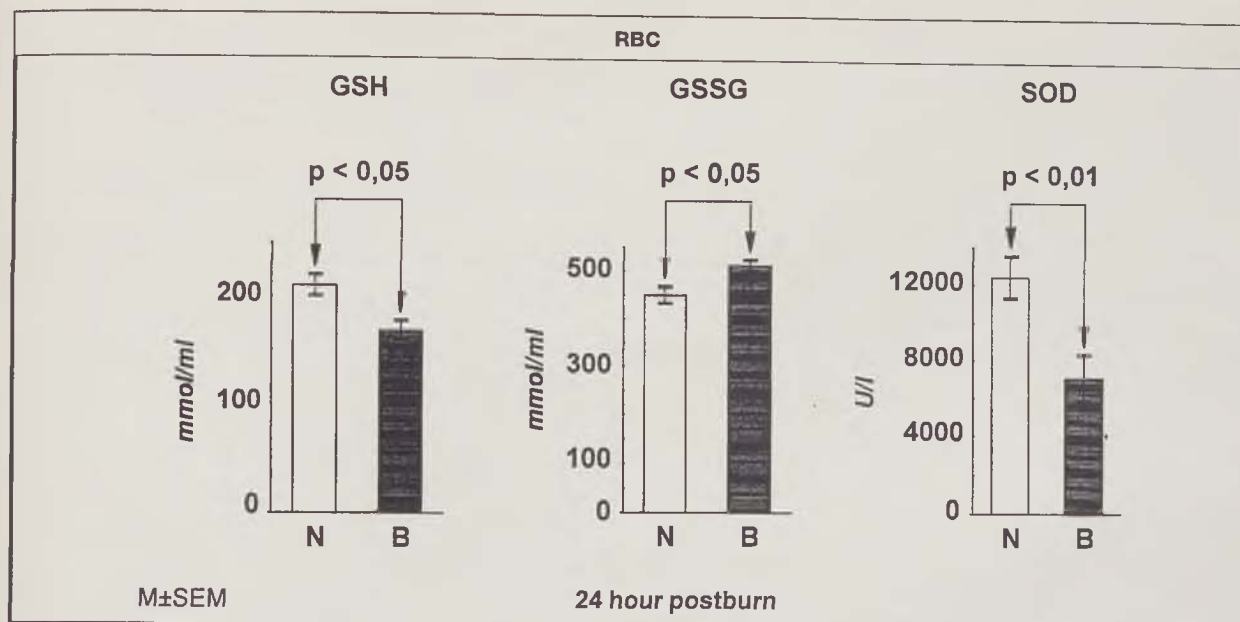 RBC
GSH
p < 0,05
mmol/ml
200
100
0
N B
GSSG
p < 0,05
mmol/ml
500
300
100
0
N B
SOD
p < 0,01
U/l
12000
8000
4000
0
N B
M±SEM
24 hour postburn